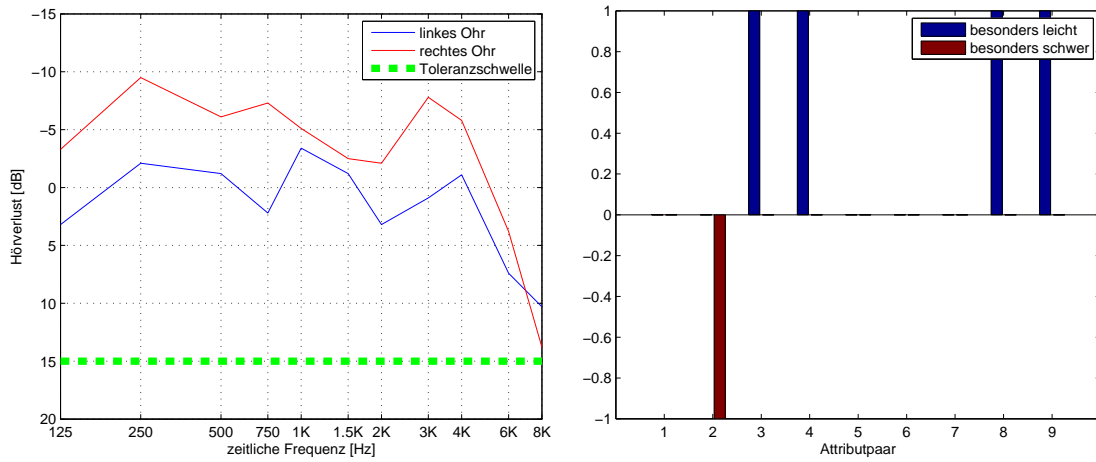 linkes Ohr
rechtes Ohr
Toleranzschwelle
−15
−10
−5
0
5
10
15
20
Hörverlust [dB]
125 250 500 750 1K 1.5K 2K 3K 4K 6K 8K
zeitliche Frequenz [Hz]
besonders leicht
besonders schwer
1
0.8
0.6
0.4
0.2
0
−0.2
−0.4
−0.6
−0.8
−1
1 2 3 4 5 6 7 8 9
Attributpaar